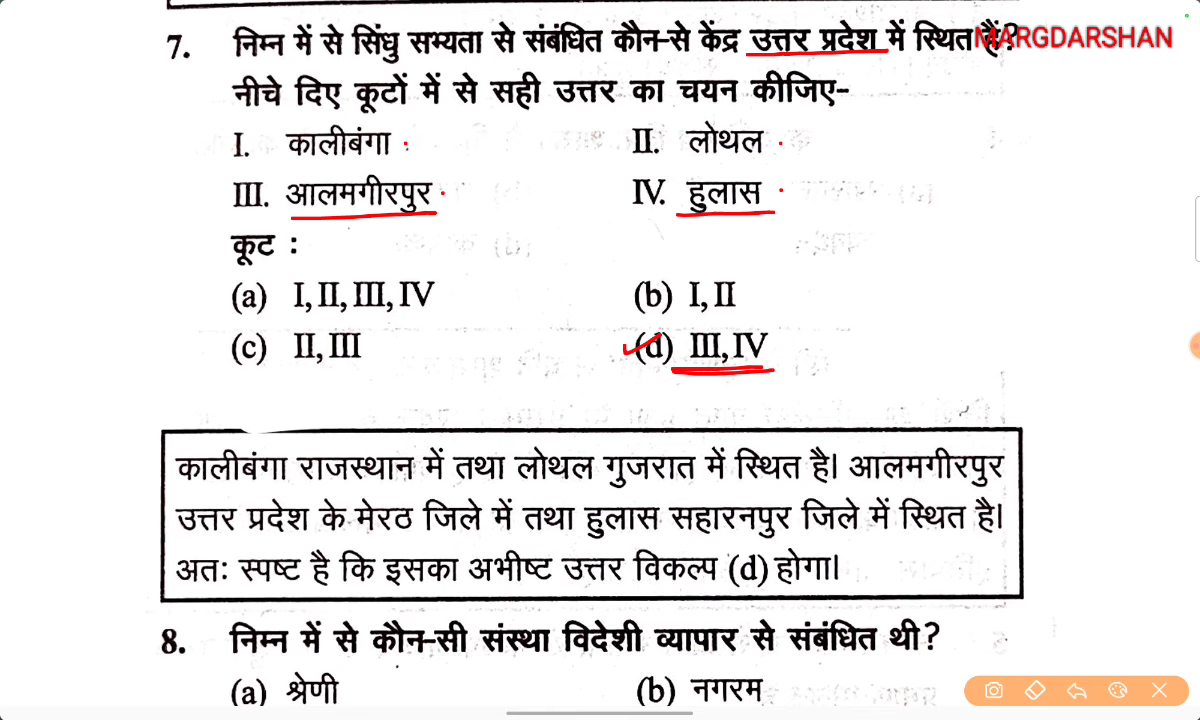 7. निम्न में से सिंधु सभ्यता से संबंधित कौन-से केंद्र उत्तर प्रदेश में स्थित हैं?
MARGDARSHAN
नीचे दिए कूटों में से सही उत्तर का चयन कीजिए-
I. कालीबंगा II. लोथल
III. आलमगीरपुर IV. हुलास
कूट :
(a) I, II, III, IV (b) I, II
(c) II, III (d) III, IV
कालीबंगा राजस्थान में तथा लोथल गुजरात में स्थित है। आलमगीरपुर
उत्तर प्रदेश के मेरठ जिले में तथा हुलास सहारनपुर जिले में स्थित है।
अतः स्पष्ट है कि इसका अभीष्ट उत्तर विकल्प (d) होगा।
8. निम्न में से कौन-सी संस्था विदेशी व्यापार से संबंधित थी?
(a) श्रेणी (b) नगरम